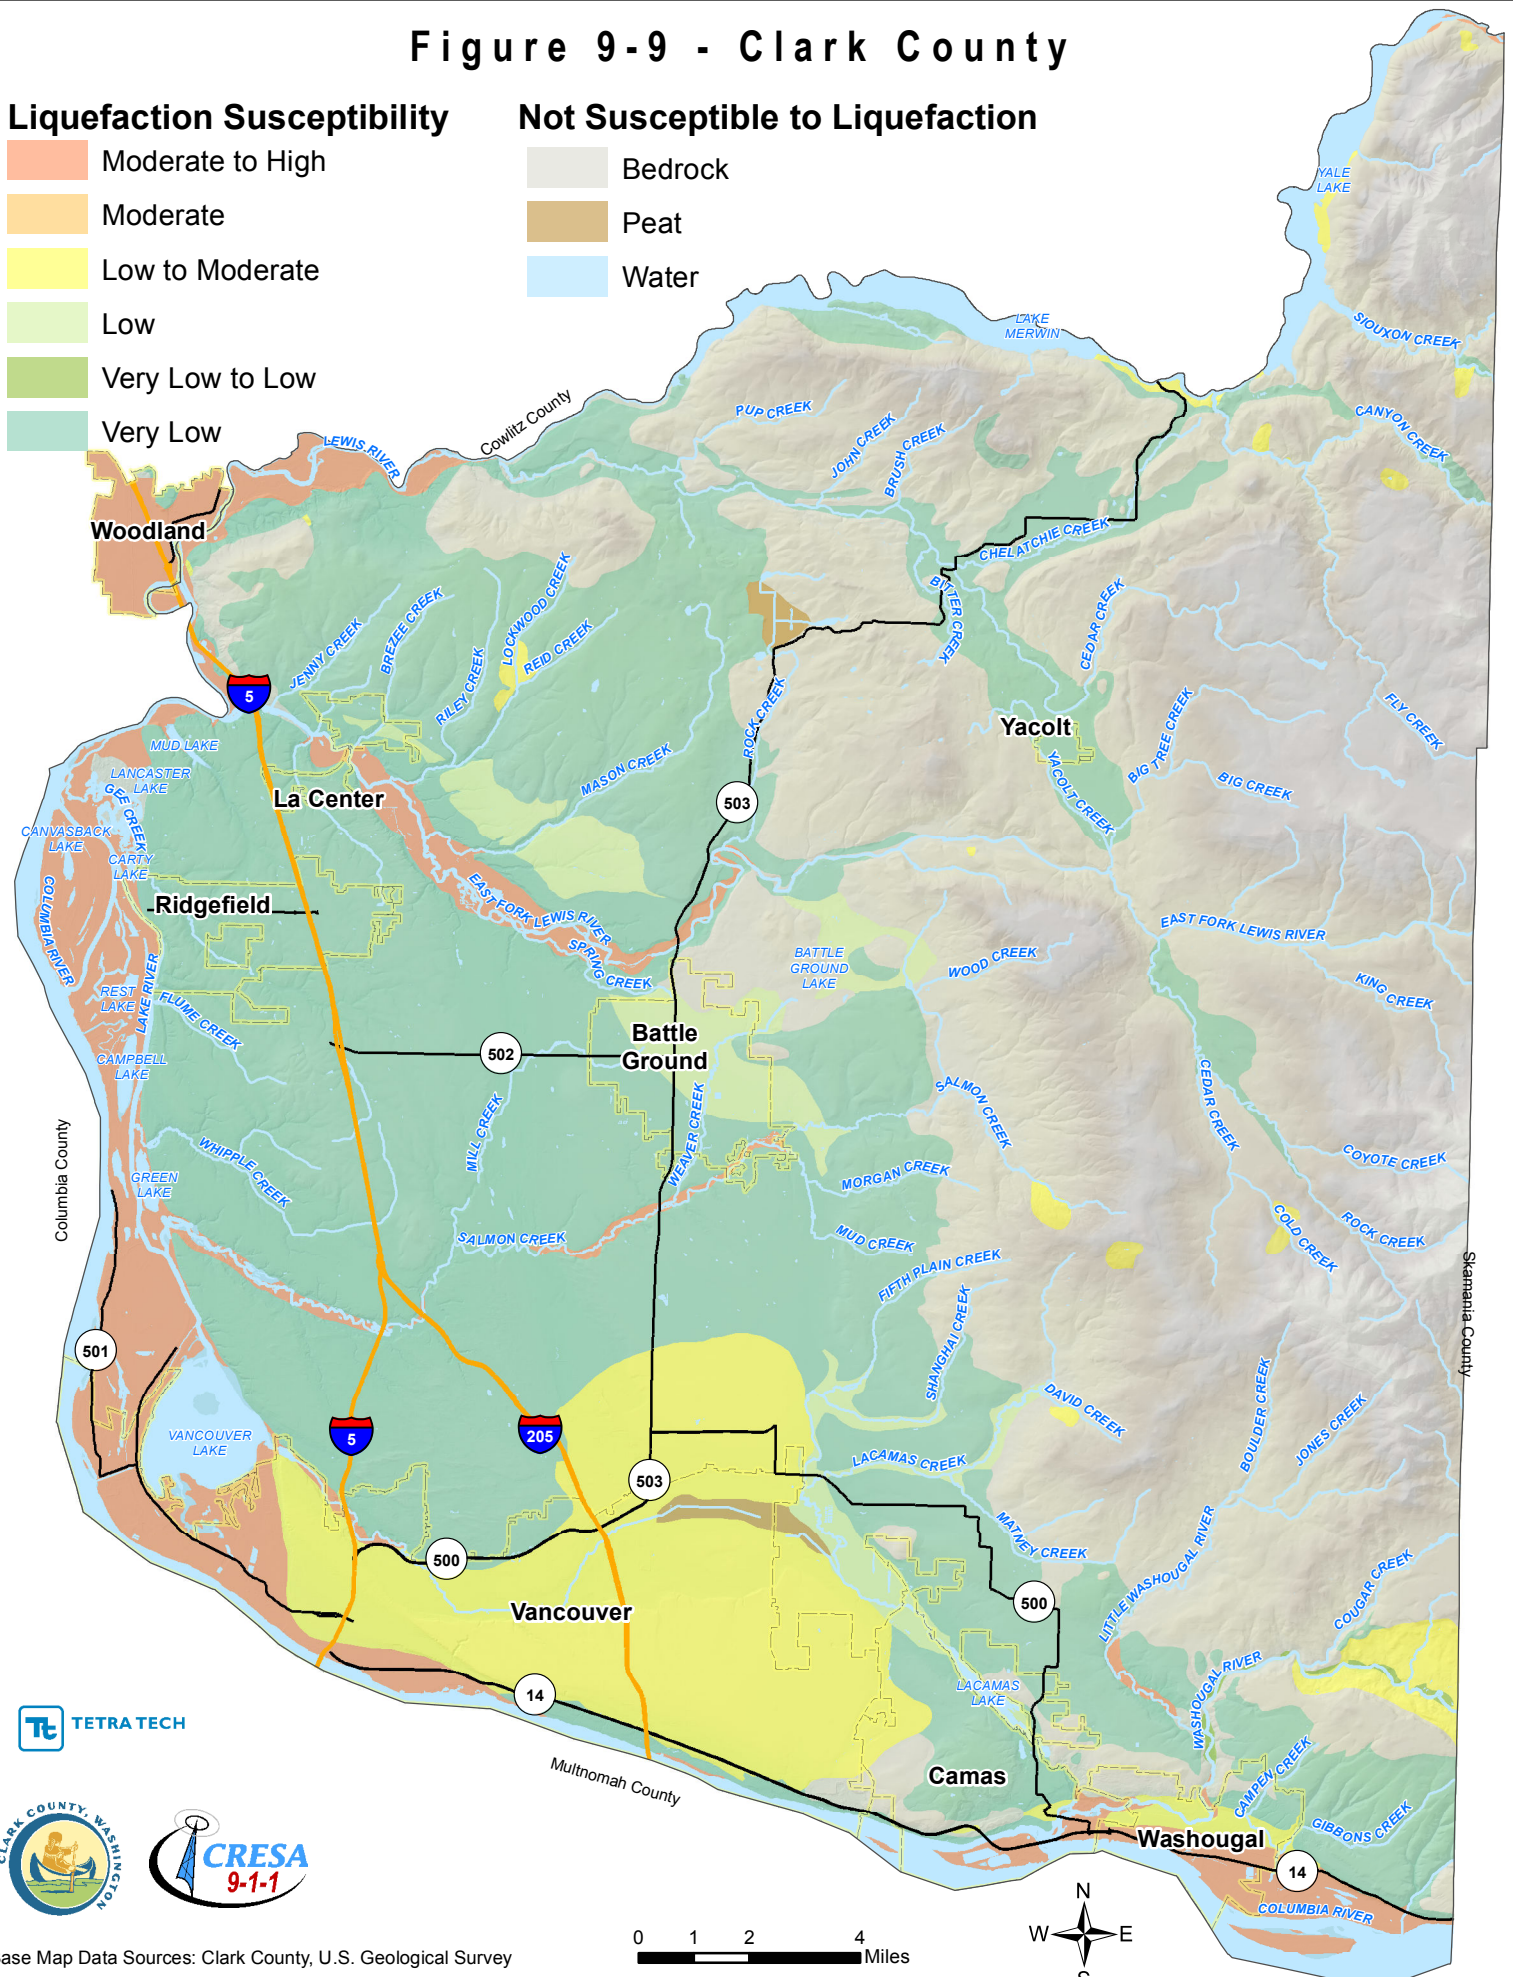 Figure 9-9 - Clark County
Liquefaction Susceptibility
Moderate to High
Moderate
Low to Moderate
Low
Very Low to Low
Very Low
Not Susceptible to Liquefaction
Bedrock
Peat
Water
YALE
LAKE
LAKE
MERWIN
SIOUXON CREEK
Cowlitz County
LEWIS RIVER
PUP CREEK
JOHN CREEK
BRUSH CREEK
CANYON CREEK
Woodland
CHELATCHIE CREEK
BITTER CREEK
CEDAR CREEK
LOCKWOOD CREEK
BREZEE CREEK
JENNY CREEK
REID CREEK
RILEY CREEK
5
ROCK CREEK
Yacolt
BIG TREE CREEK
FLY CREEK
MUD LAKE
LANCASTER
LAKE
GEE CREEK
La Center
MASON CREEK
503
YACOLT CREEK
BIG CREEK
CANVASBACK
LAKE
CARTY
LAKE
COLUMBIA RIVER
Ridgefield
EAST FORK LEWIS RIVER
EAST FORK LEWIS RIVER
SPRING CREEK
BATTLE
GROUND
LAKE
WOOD CREEK
KING CREEK
REST
LAKE
LAKE RIVER
FLUME CREEK
Battle
Ground
502
CAMPBELL
LAKE
MILL CREEK
WEAVER CREEK
SALMON CREEK
CEDAR CREEK
Columbia County
WHIPPLE CREEK
GREEN
LAKE
MORGAN CREEK
COYOTE CREEK
SALMON CREEK
MUD CREEK
COLD CREEK
ROCK CREEK
FIFTH PLAIN CREEK
SHANGHAI CREEK
Skamania County
501
VANCOUVER
LAKE
5
205
DAVID CREEK
BOULDER CREEK
JONES CREEK
503
LACAMAS CREEK
MATNEY CREEK
500
LITTLE WASHOUGAL RIVER
COUGAR CREEK
Vancouver
500
WASHOUGAL RIVER
LACAMAS
LAKE
14
TETRA TECH
Multnomah County
Camas
CAMPEN CREEK
GIBBONS CREEK
Washougal
14
COLUMBIA RIVER
CLARK COUNTY, WASHINGTON
CRESA
9-1-1
N
W E
S
0 1 2 4
Miles
Base Map Data Sources: Clark County, U.S. Geological Survey